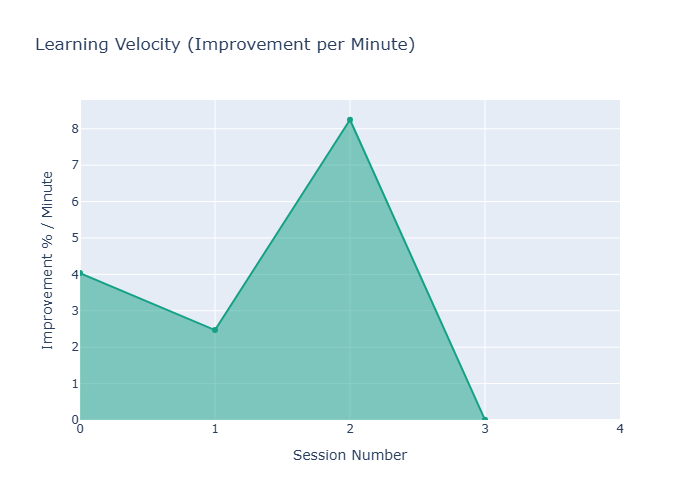 Learning Velocity (Improvement per Minute)
8
7
6
5
4
3
2
1
0
Improvement % / Minute
0 1 2 3 4
Session Number